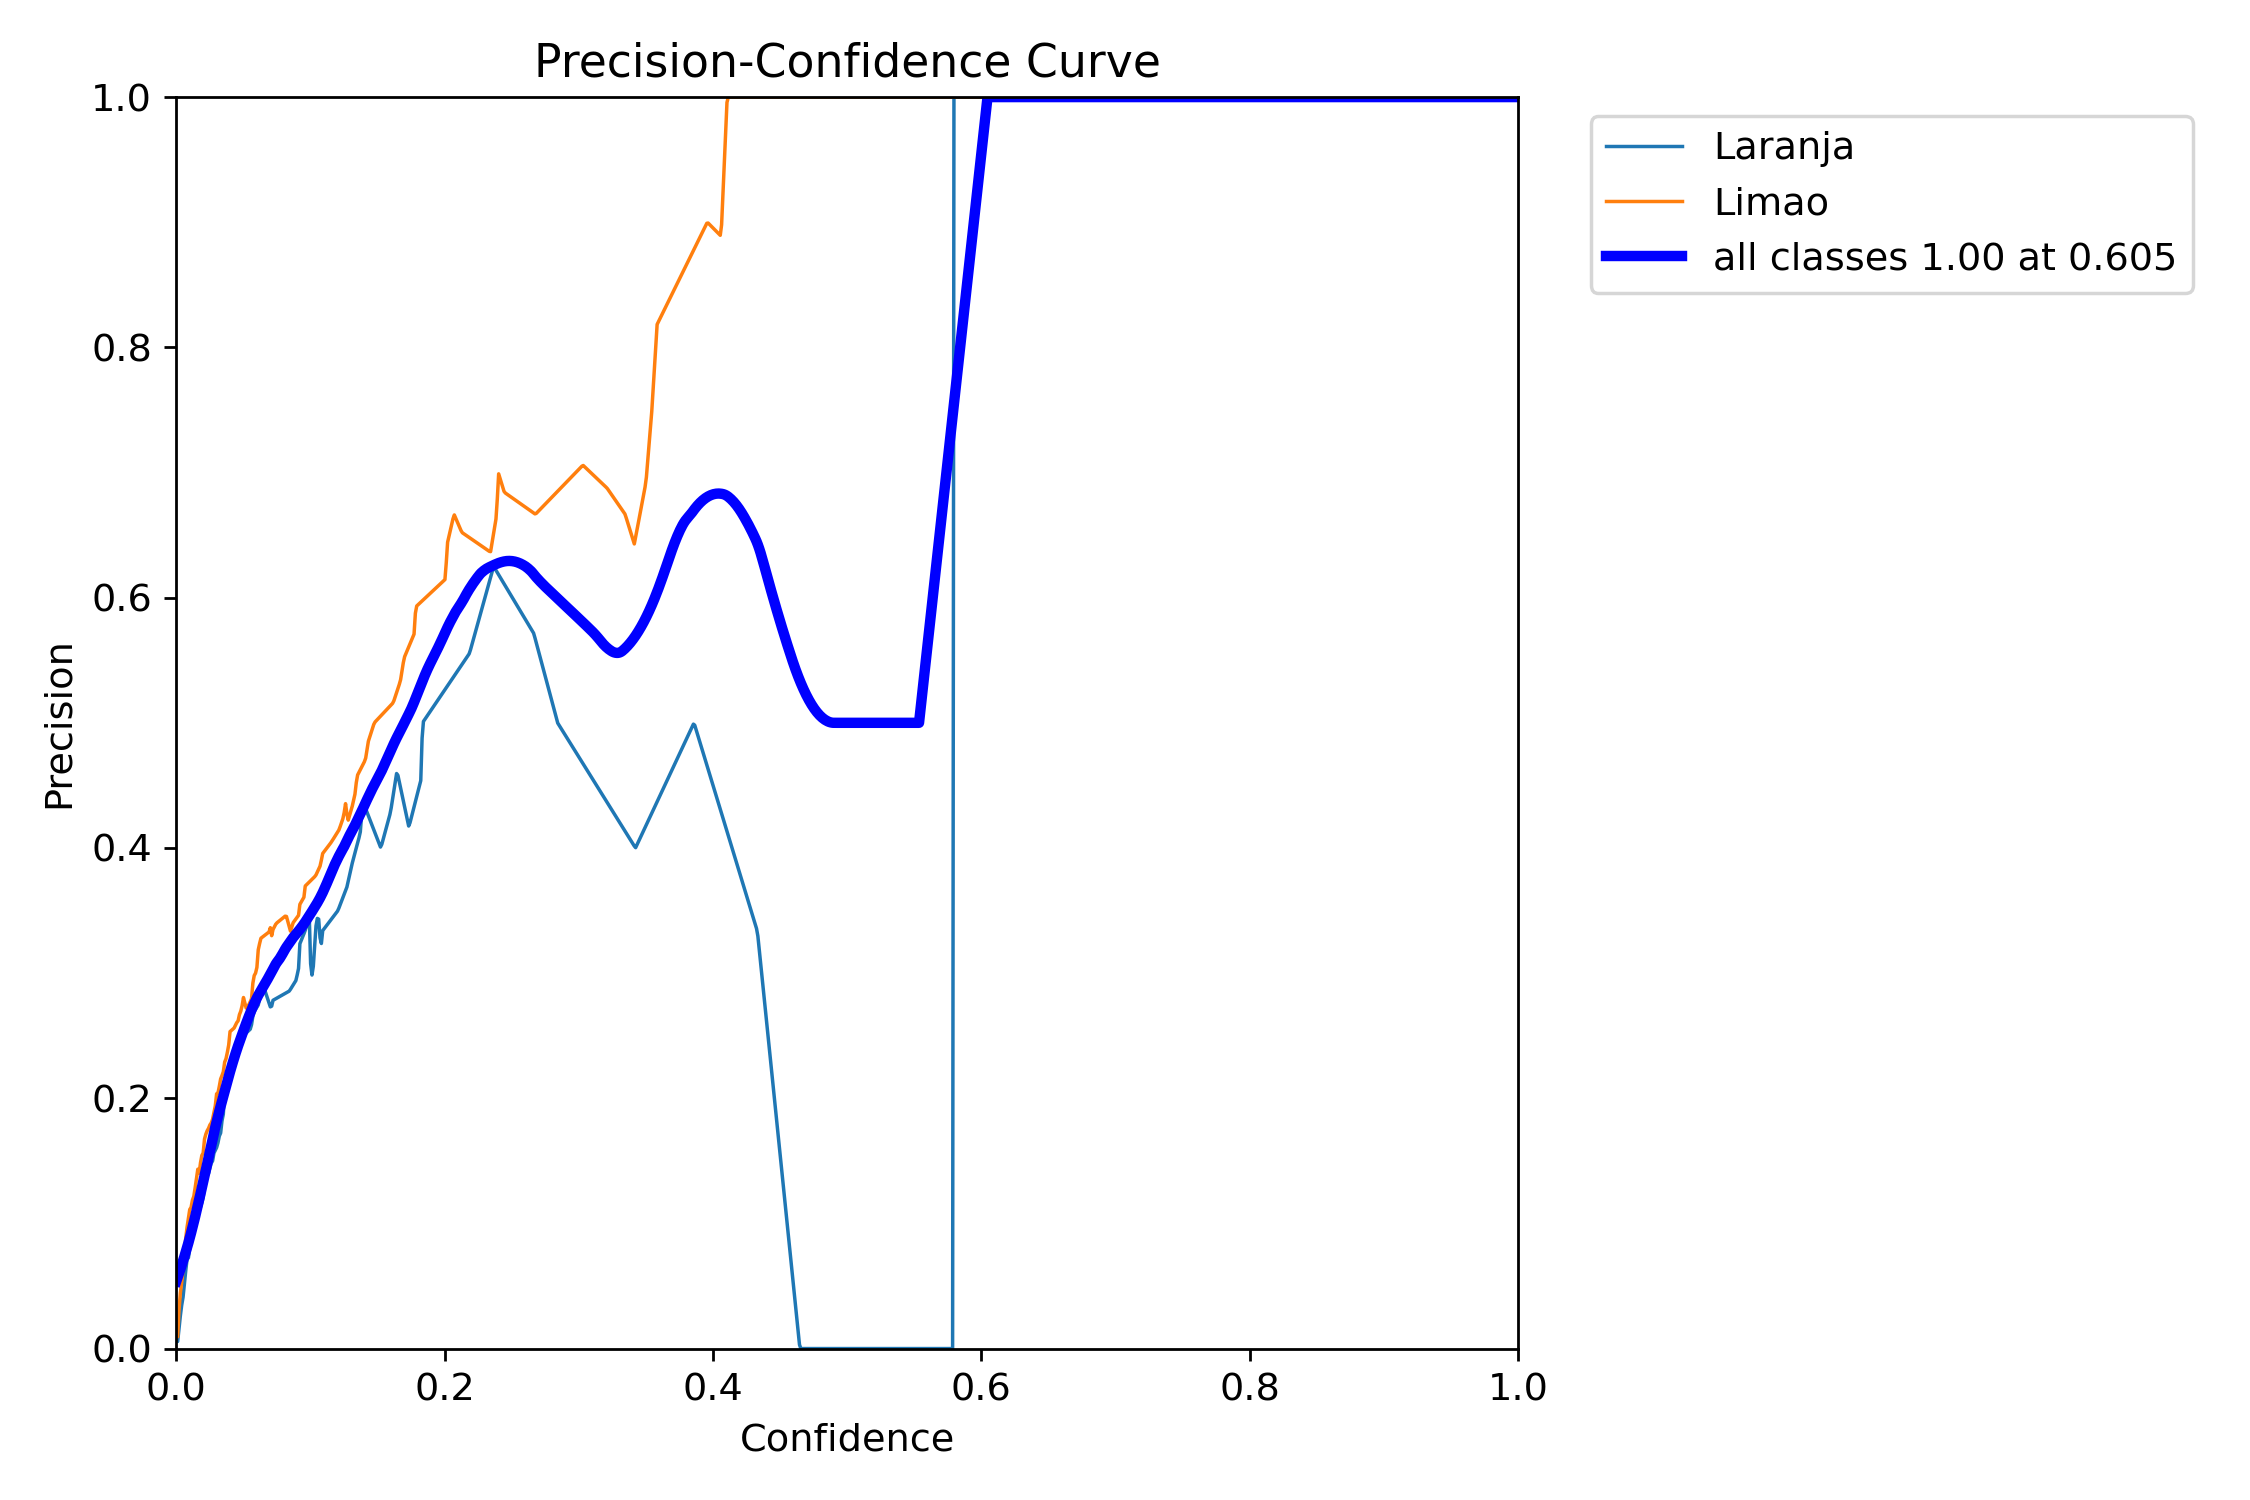 Precision-Confidence Curve
1.0
0.8
0.6
0.4
0.2
0.0
Precision
0.0 0.2 0.4 0.6 0.8 1.0
Confidence
Laranja
Limao
all classes 1.00 at 0.605